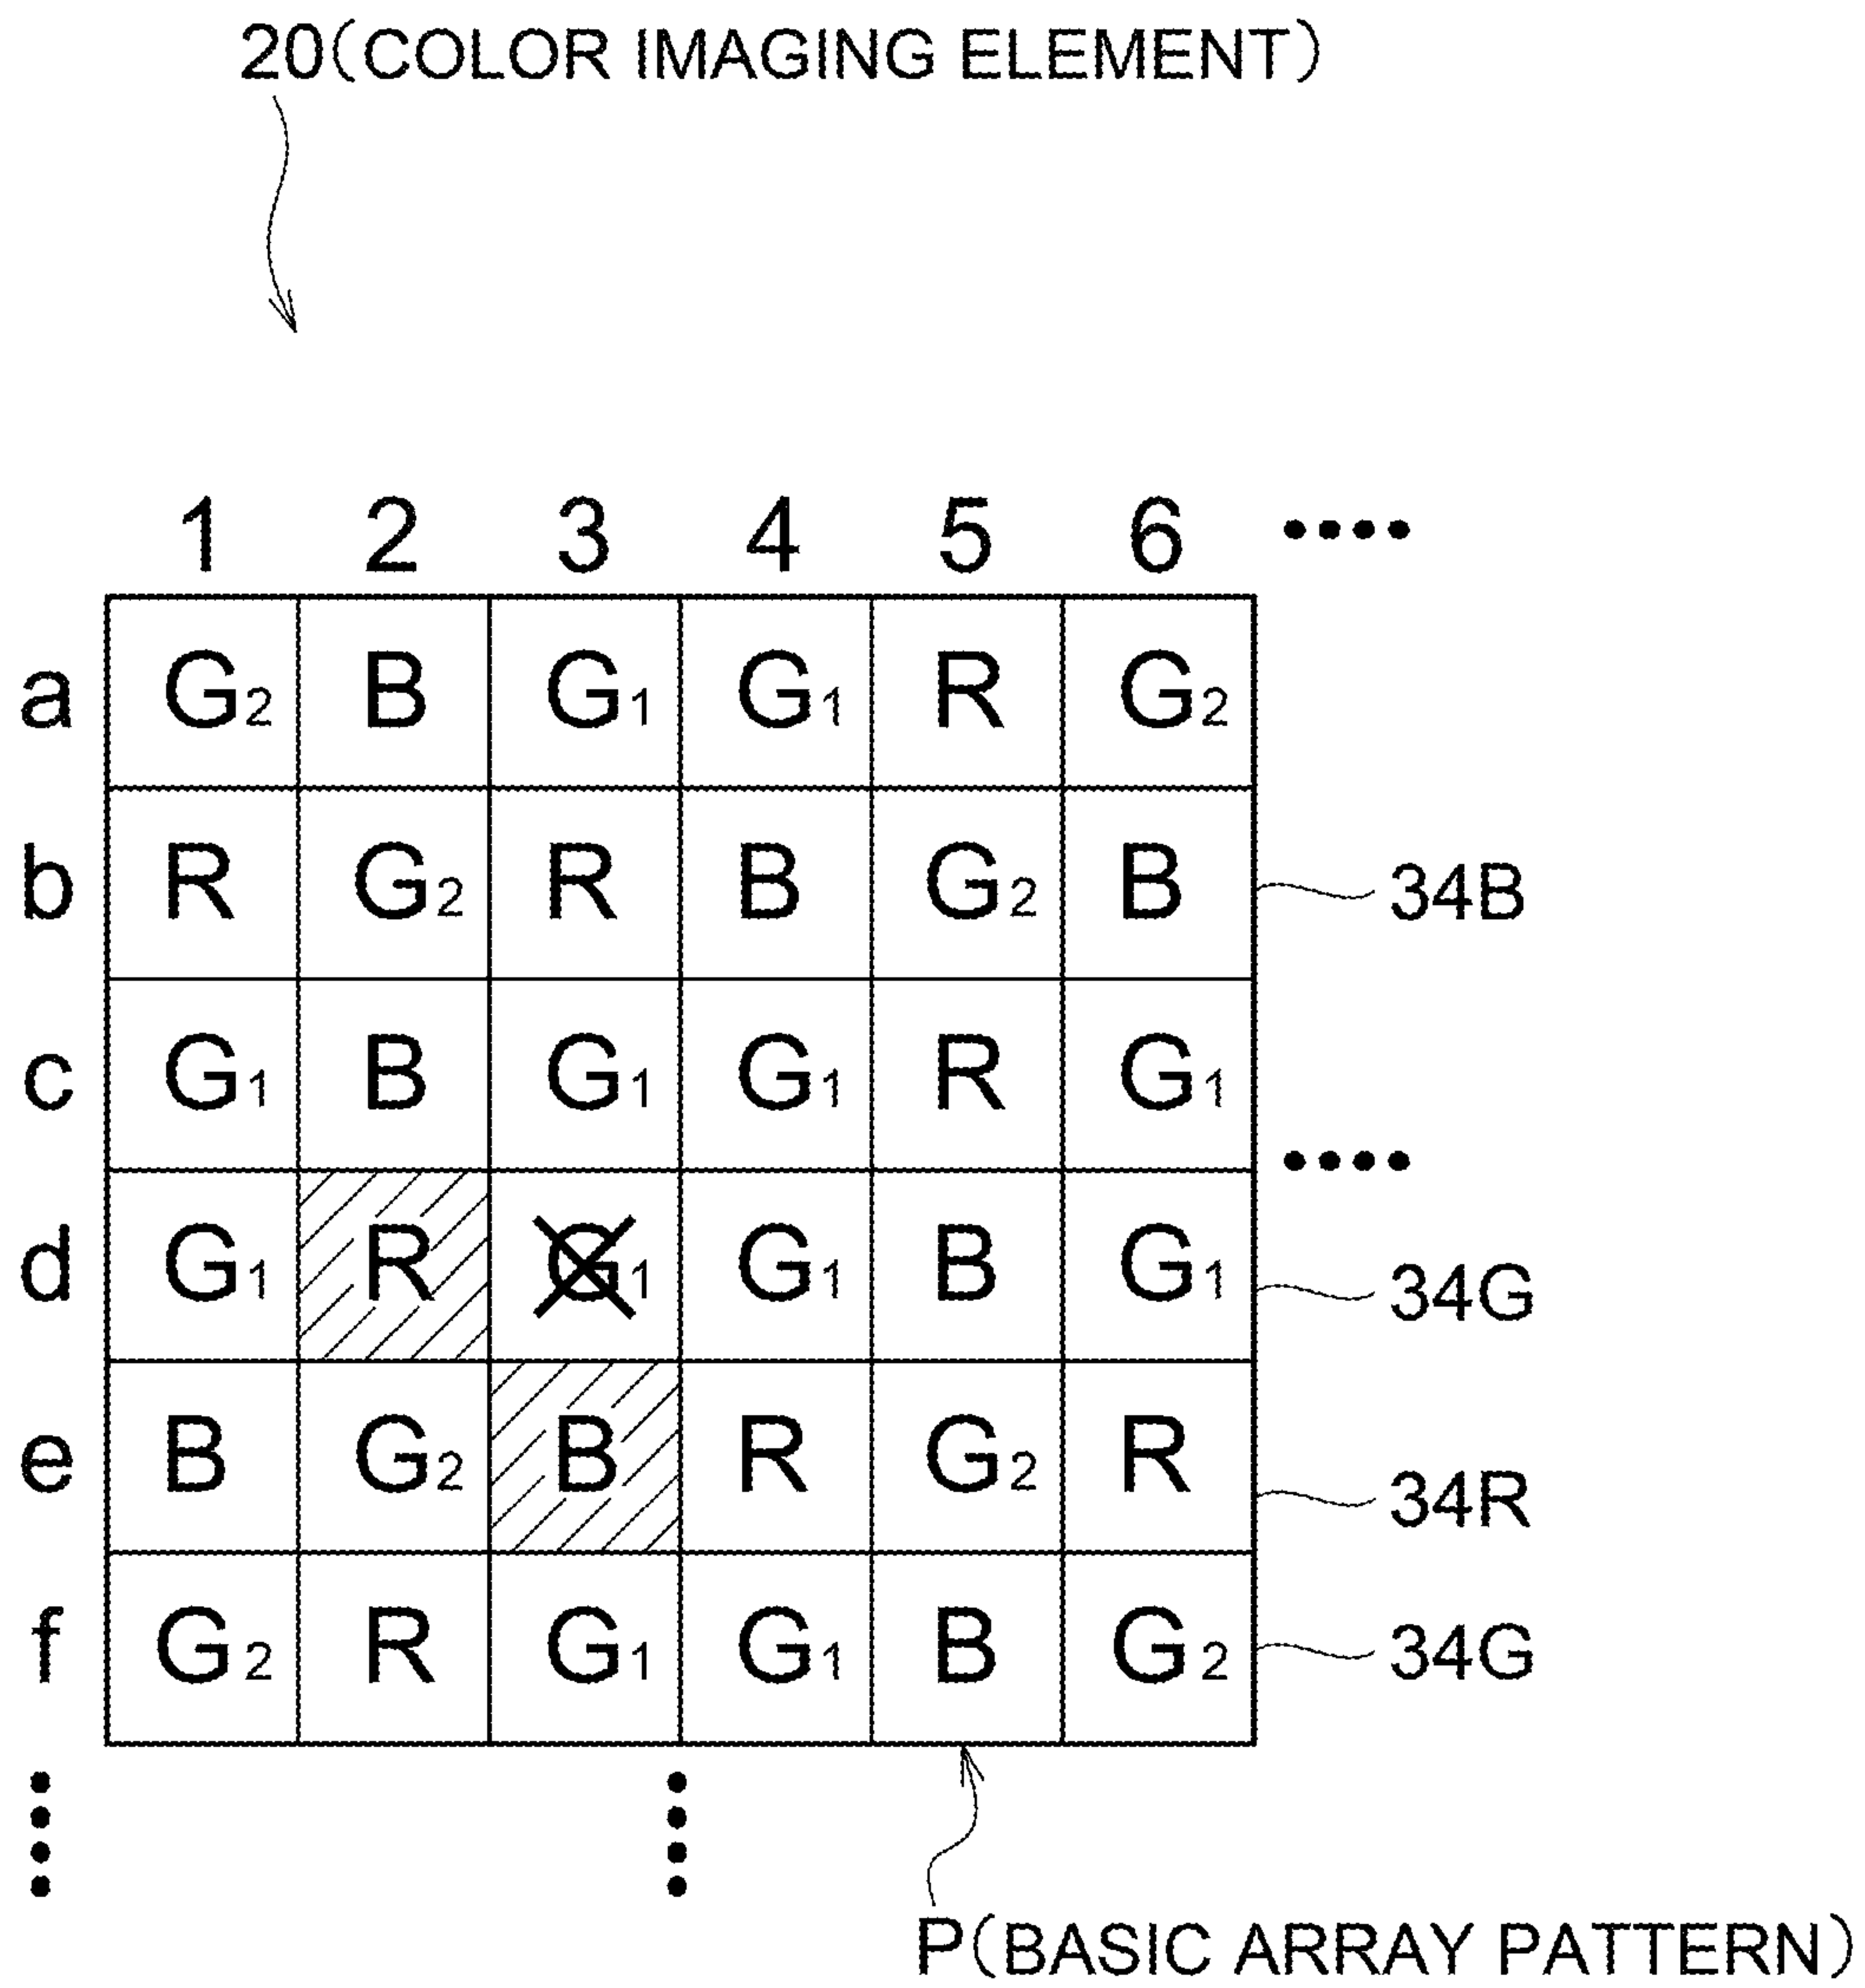 20(COLOR IMAGING ELEMENT)
1 2 3 4 5 6 ••••
a G2 B G1 G1 R G2
b R G2 R B G2 B 34B
c G1 B G1 G1 R G1
••••
d G1 R G1 G1 B G1 34G
e B G2 B R G2 R 34R
f G2 R G1 G1 B G2 34G
P(BASIC ARRAY PATTERN)